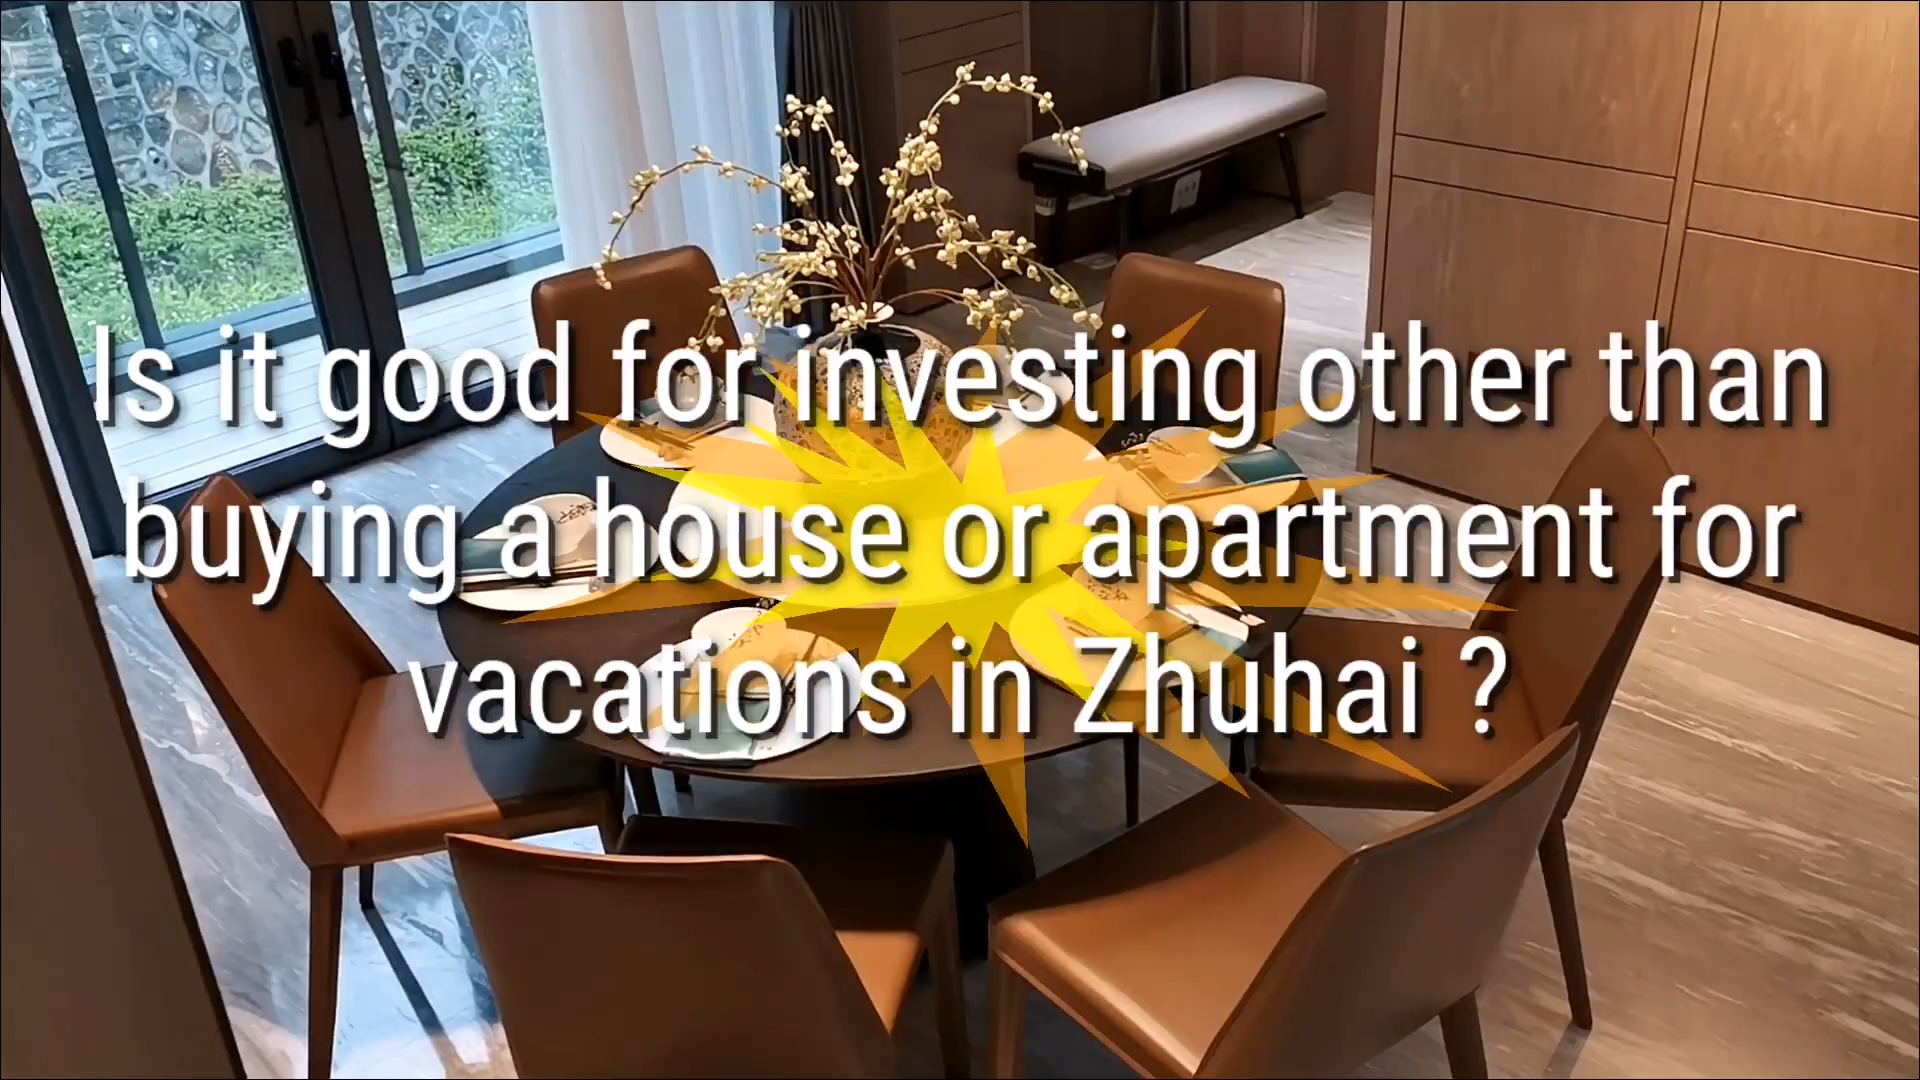 Is it good for investing other than
buying a house or apartment for
vacations in Zhuhai ?